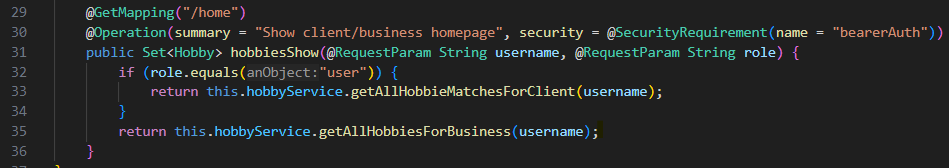 29 @GetMapping("/home")
30 @Operation(summary = "Show client/business homepage", security = @SecurityRequirement(name = "bearerAuth"))
31 public Set<Hobby> hobbiesShow(@RequestParam String username, @RequestParam String role) {
32 if (role.equals(anObject:"user")) {
33 return this.hobbyService.getAllHobbieMatchesForClient(username);
34 }
35 return this.hobbyService.getAllHobbiesForBusiness(username);
36 }